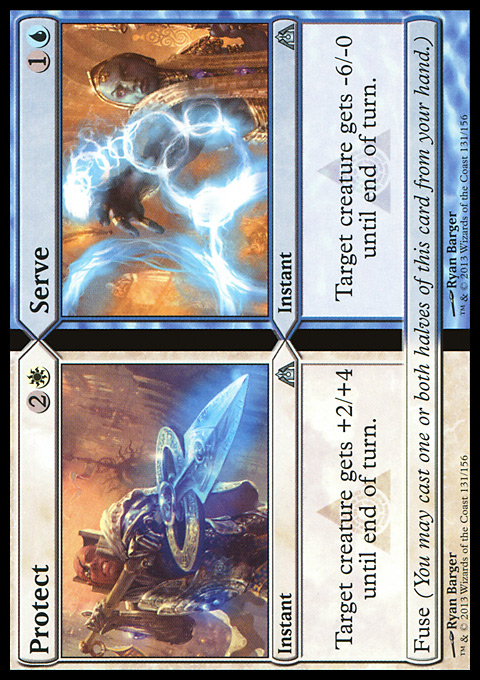 Protect 2
Instant
Target creature gets +2/+4
until end of turn.
Serve 1
Instant
Target creature gets -6/-0
until end of turn.
Fuse (You may cast one or both halves of this card from your hand.)
Ryan Barger
™ & © 2013 Wizards of the Coast 131/156
Ryan Barger
™ & © 2013 Wizards of the Coast 131/156